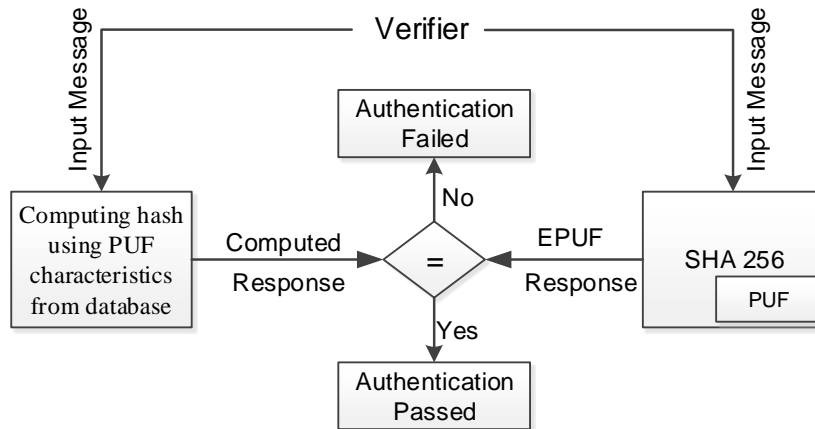 Verifier
Input Message
Input Message
Authentication
Failed
No
Computing hash
using PUF
characteristics
from database
Computed
Response
=
EPUF
Response
SHA 256
PUF
Yes
Authentication
Passed